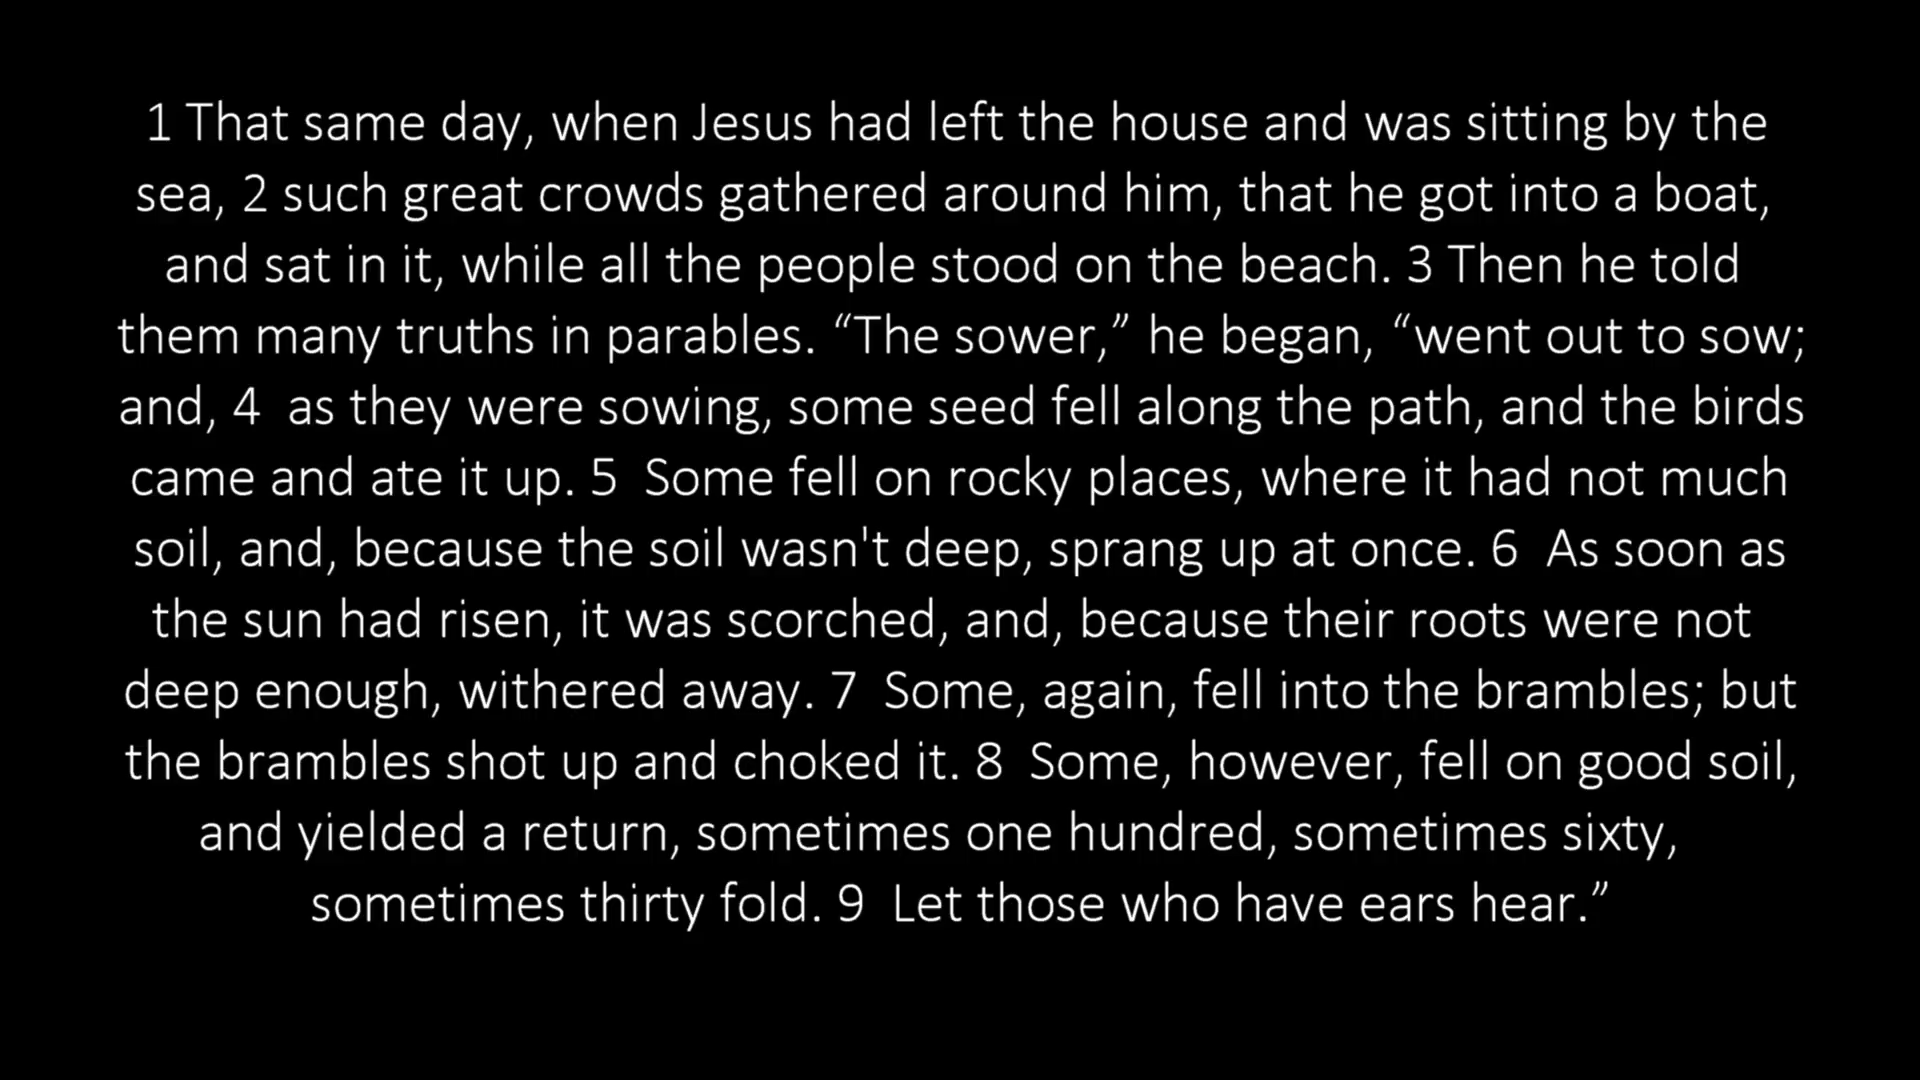 1 That same day, when Jesus had left the house and was sitting by the
sea, 2 such great crowds gathered around him, that he got into a boat,
and sat in it, while all the people stood on the beach. 3 Then he told
them many truths in parables. “The sower,” he began, “went out to sow;
and, 4  as they were sowing, some seed fell along the path, and the birds
came and ate it up. 5  Some fell on rocky places, where it had not much
soil, and, because the soil wasn't deep, sprang up at once. 6  As soon as
the sun had risen, it was scorched, and, because their roots were not
deep enough, withered away. 7  Some, again, fell into the brambles; but
the brambles shot up and choked it. 8  Some, however, fell on good soil,
and yielded a return, sometimes one hundred, sometimes sixty,
sometimes thirty fold. 9  Let those who have ears hear.”